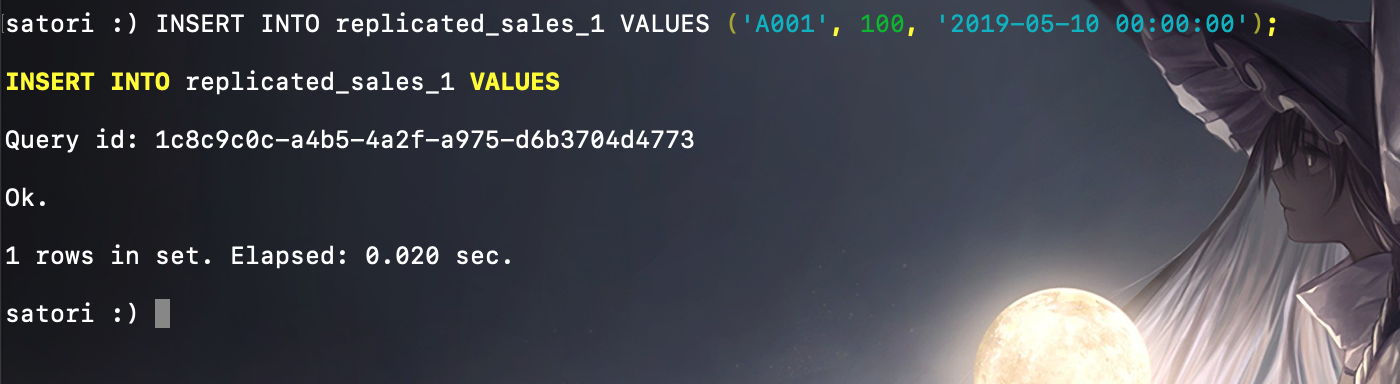 satori :) INSERT INTO replicated_sales_1 VALUES ('A001', 100, '2019-05-10 00:00:00');
INSERT INTO replicated_sales_1 VALUES
Query id: 1c8c9c0c-a4b5-4a2f-a975-d6b3704d4773
Ok.
1 rows in set. Elapsed: 0.020 sec.
satori :)